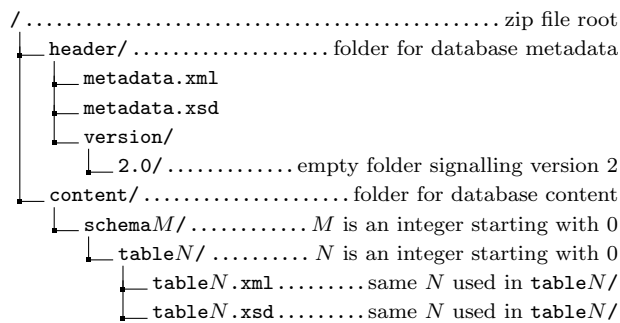 / ................................................ zip file root
header/ .................... folder for database metadata
metadata.xml
metadata.xsd
version/
2.0/ ............. empty folder signalling version 2
content/ ..................... folder for database content
schemaM/ ............ M is an integer starting with 0
tableN/ .......... N is an integer starting with 0
tableN.xml ......... same N used in tableN/
tableN.xsd ......... same N used in tableN/